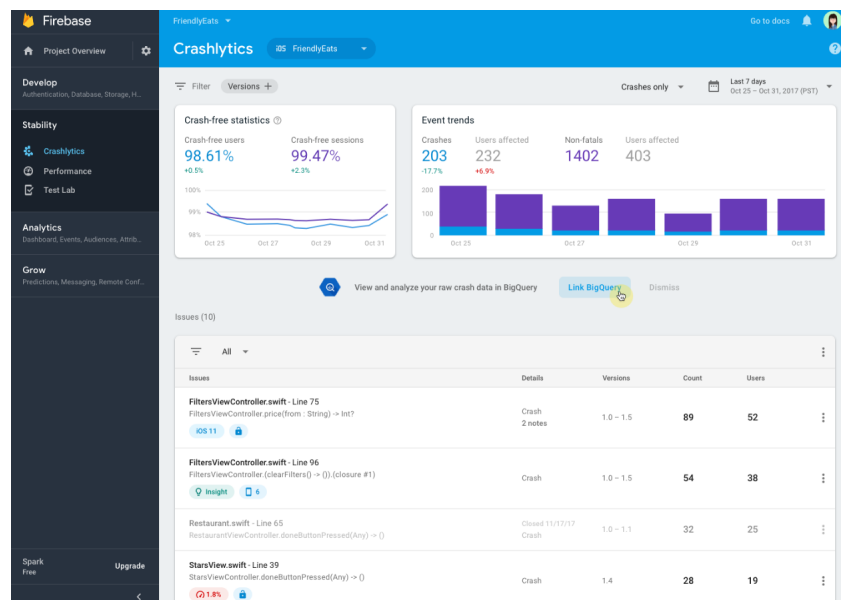 Firebase
FriendlyEats
Go to docs
Project Overview
Crashlytics
iOS FriendlyEats
Develop
Authentication, Database, Storage, H...
Stability
Crashlytics
Performance
Test Lab
Analytics
Dashboard, Events, Audiences, Attrib...
Grow
Predictions, Messaging, Remote Conf...
Spark
Free
Upgrade
Filter
Versions +
Crashes only
Last 7 days
Oct 25 – Oct 31, 2017 (PST)
Crash-free statistics
Crash-free users
Crash-free sessions
98.61%
99.47%
+0.5%
+2.3%
100%
99%
98%
Oct 25
Oct 27
Oct 29
Oct 31
Event trends
Crashes
Users affected
Non-fatals
Users affected
203
232
1402
403
-17.7%
+6.9%
200
100
0
Oct 25
Oct 27
Oct 29
Oct 31
View and analyze your raw crash data in BigQuery
Link BigQuery
Dismiss
Issues (10)
All
Issues
Details
Versions
Count
Users
FiltersViewController.swift - Line 75
FiltersViewController.price(from : String) -> Int?
iOS 11
Crash
2 notes
1.0 – 1.5
89
52
FiltersViewController.swift - Line 96
FiltersViewController.(clearFilters() -> ()).(closure #1)
Insight
6
Crash
1.0 – 1.5
54
38
Restaurant.swift - Line 65
RestaurantViewController.doneButtonPressed(Any) -> ()
Closed 11/17/17
Crash
1.0 – 1.1
32
25
StarsView.swift - Line 39
StarsViewController.doneButtonPressed(Any) -> ()
1.8%
Crash
1.4
28
19